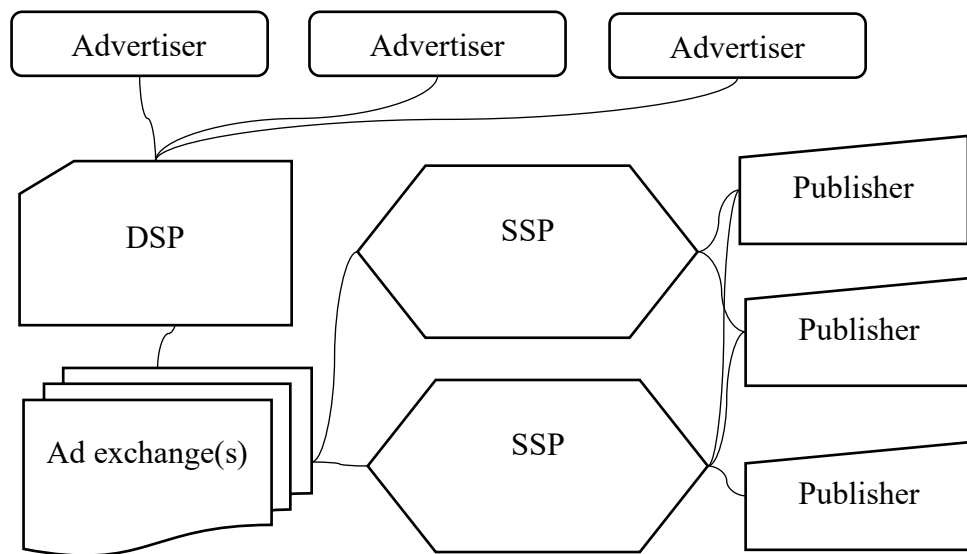 Advertiser
Advertiser
Advertiser
DSP
SSP
Publisher
Publisher
Ad exchange(s)
SSP
Publisher